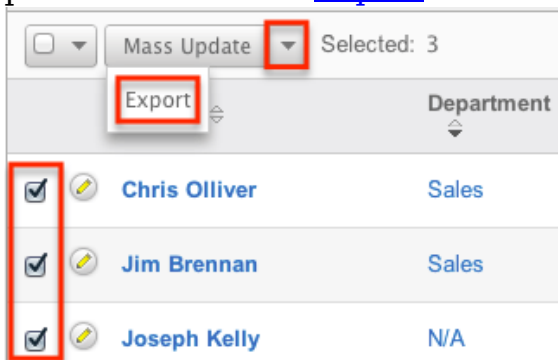 Mass Update Selected: 3
Export
Department
Chris Olliver Sales
Jim Brennan Sales
Joseph Kelly N/A